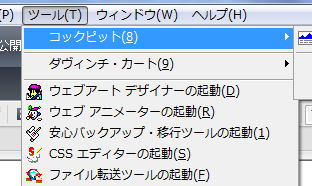 (P) ツール(T) ウィンドウ(W) ヘルプ(H)
公開
コックピット(8)
ダヴィンチ・カート(9)
ウェブアート デザイナーの起動(D)
ウェブ アニメーターの起動(R)
安心バックアップ・移行ツールの起動(1)
CSS エディターの起動(S)
ファイル転送ツールの起動(F)